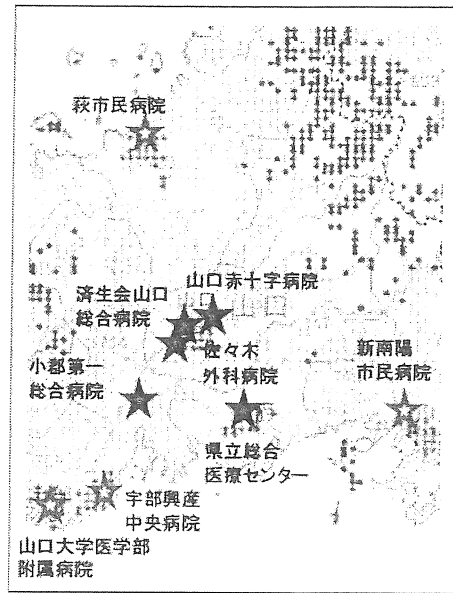 萩市民病院
山口赤十字病院
済生会山口
総合病院
佐々木
外科病院
新南陽
市民病院
小郡第一
総合病院
県立総合
医療センター
宇部興産
中央病院
山口大学医学部
附属病院